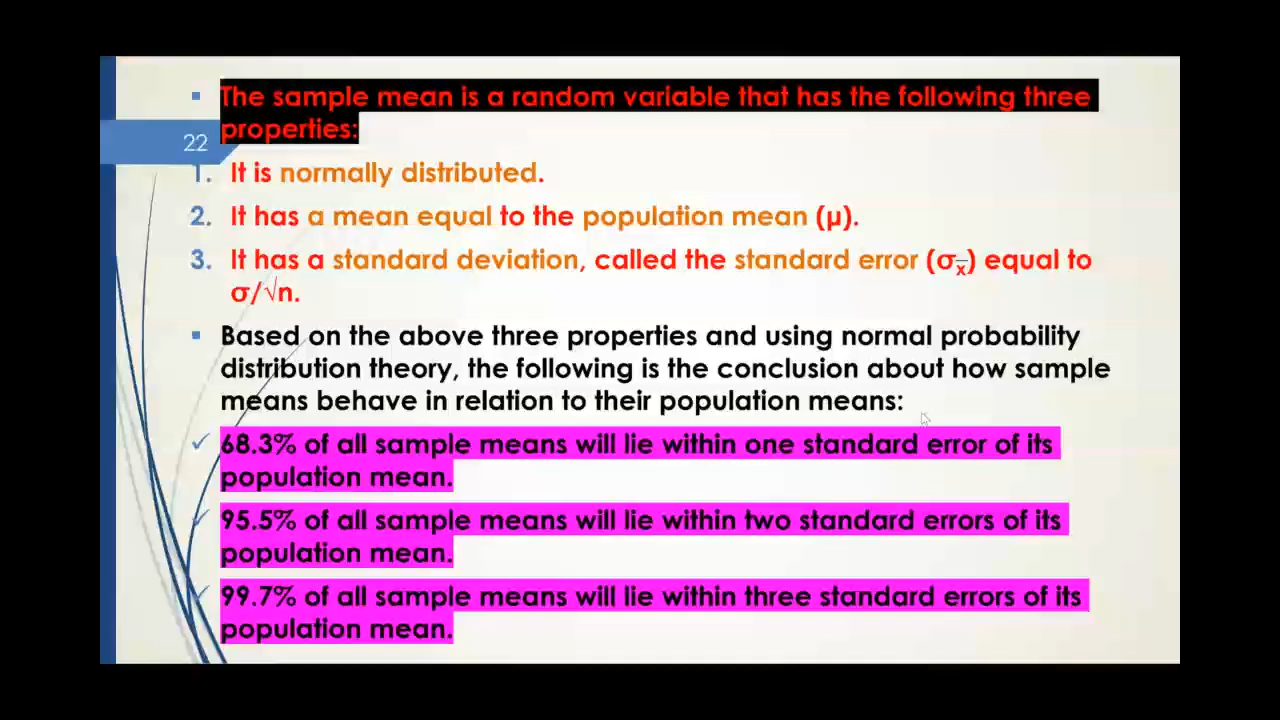 The sample mean is a random variable that has the following three
properties:
22
1. It is normally distributed.
2. It has a mean equal to the population mean (μ).
3. It has a standard deviation, called the standard error (σx̅) equal to
σ/√n.
Based on the above three properties and using normal probability
distribution theory, the following is the conclusion about how sample
means behave in relation to their population means:
✓ 68.3% of all sample means will lie within one standard error of its
population mean.
✓ 95.5% of all sample means will lie within two standard errors of its
population mean.
✓ 99.7% of all sample means will lie within three standard errors of its
population mean.